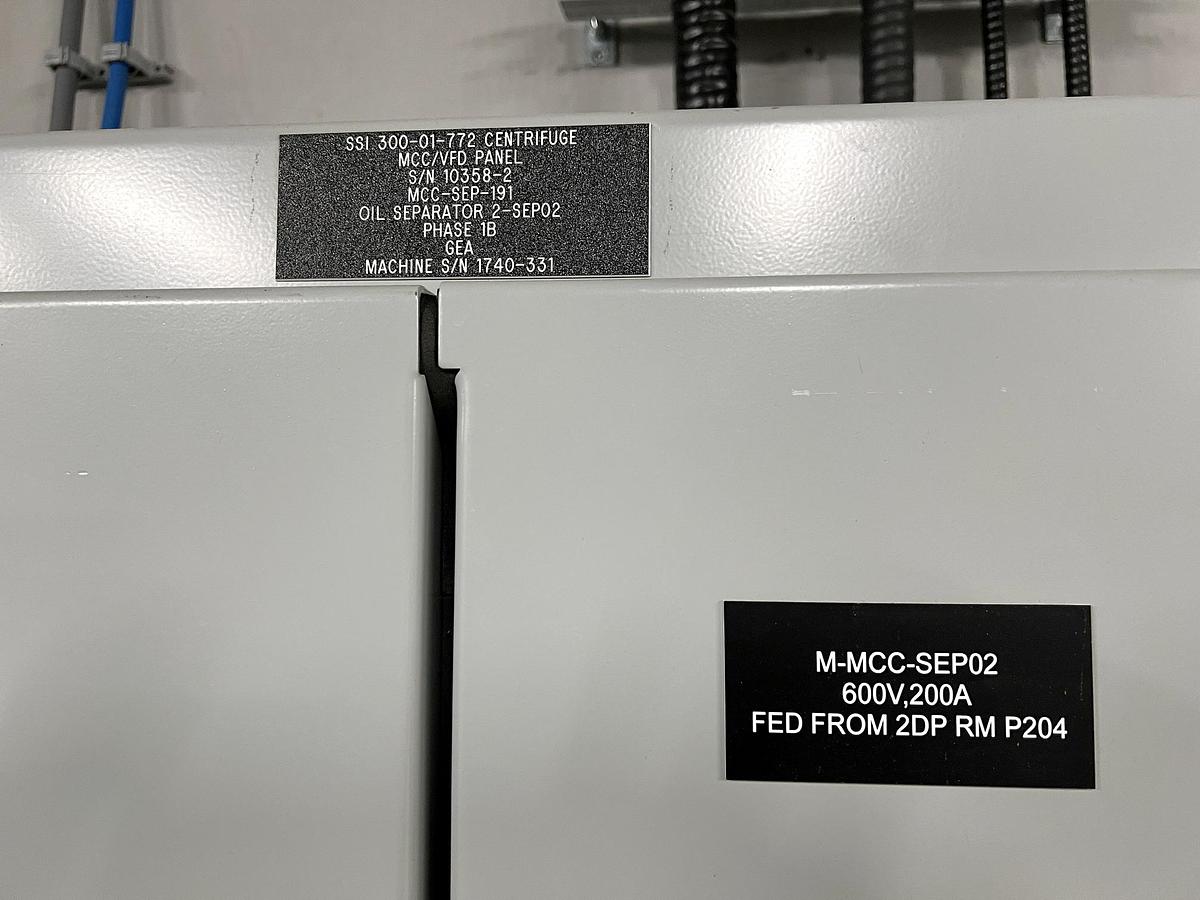 SSI 300-01-772 CENTRIFUGE
MCC/VFD PANEL
S/N 10358-2
MCC-SEP-191
OIL SEPARATOR 2-SEP02
PHASE 1B
GEA
MACHINE S/N 1740-331
M-MCC-SEP02
600V,200A
FED FROM 2DP RM P204